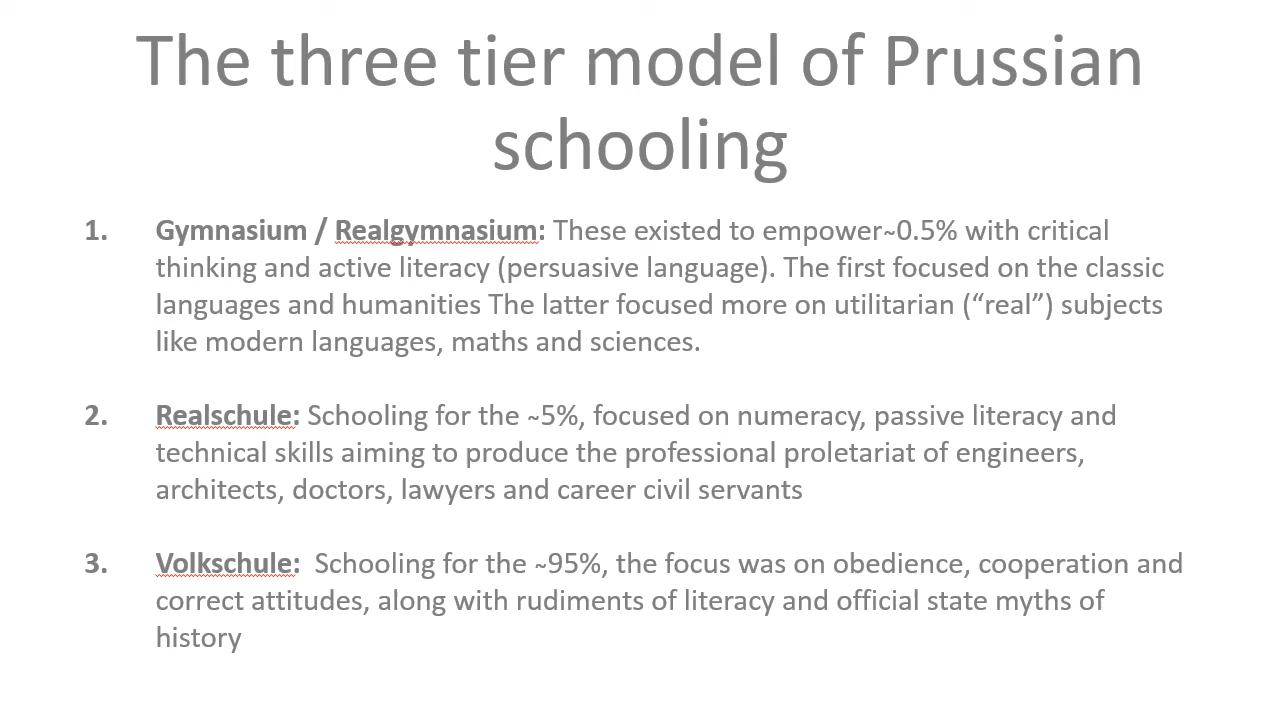 The three tier model of Prussian
schooling
1. Gymnasium / Realgymnasium: These existed to empower~0.5% with critical
thinking and active literacy (persuasive language). The first focused on the classic
languages and humanities The latter focused more on utilitarian (“real”) subjects
like modern languages, maths and sciences.
2. Realschule: Schooling for the ~5%, focused on numeracy, passive literacy and
technical skills aiming to produce the professional proletariat of engineers,
architects, doctors, lawyers and career civil servants
3. Volkschule:  Schooling for the ~95%, the focus was on obedience, cooperation and
correct attitudes, along with rudiments of literacy and official state myths of
history